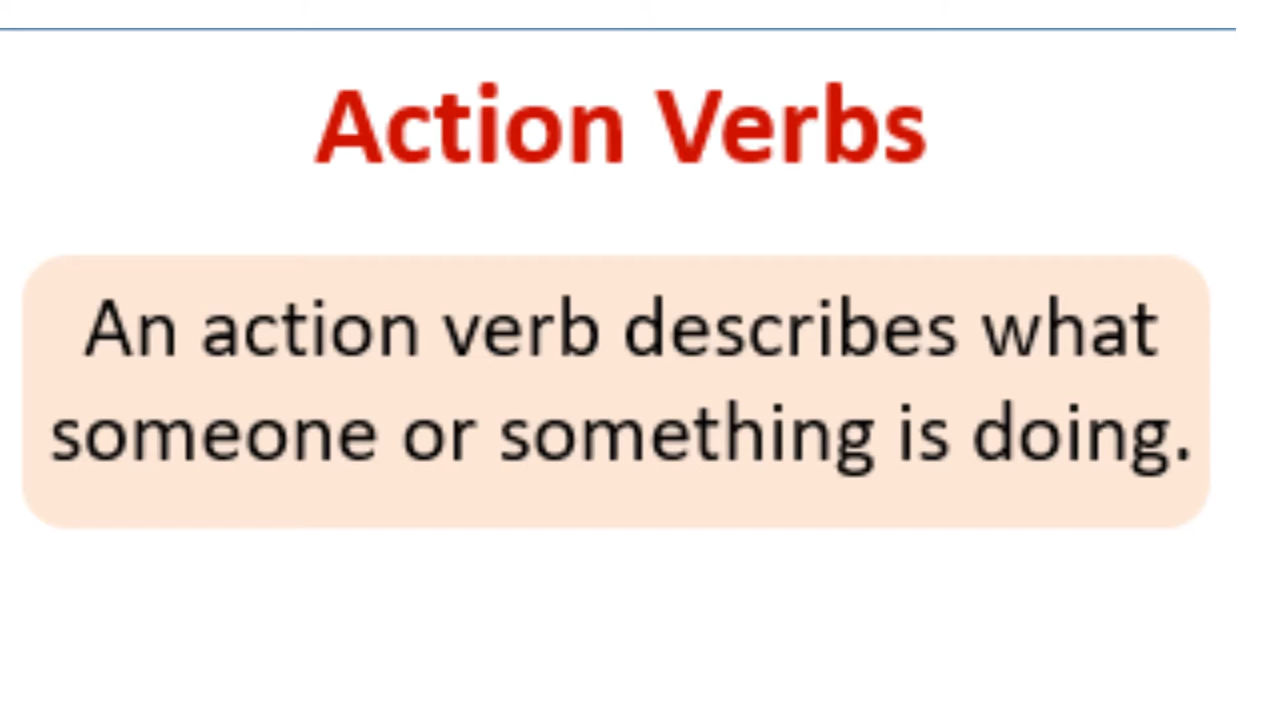 Action Verbs
An action verb describes what
someone or something is doing.